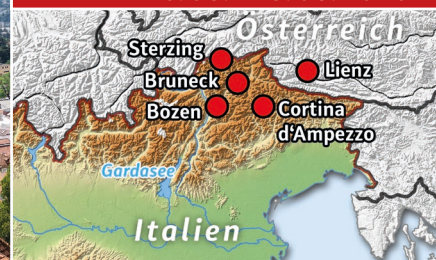 Österreich
Sterzing
Lienz
Bruneck
Bozen
Cortina
d'Ampezzo
Gardasee
Italien